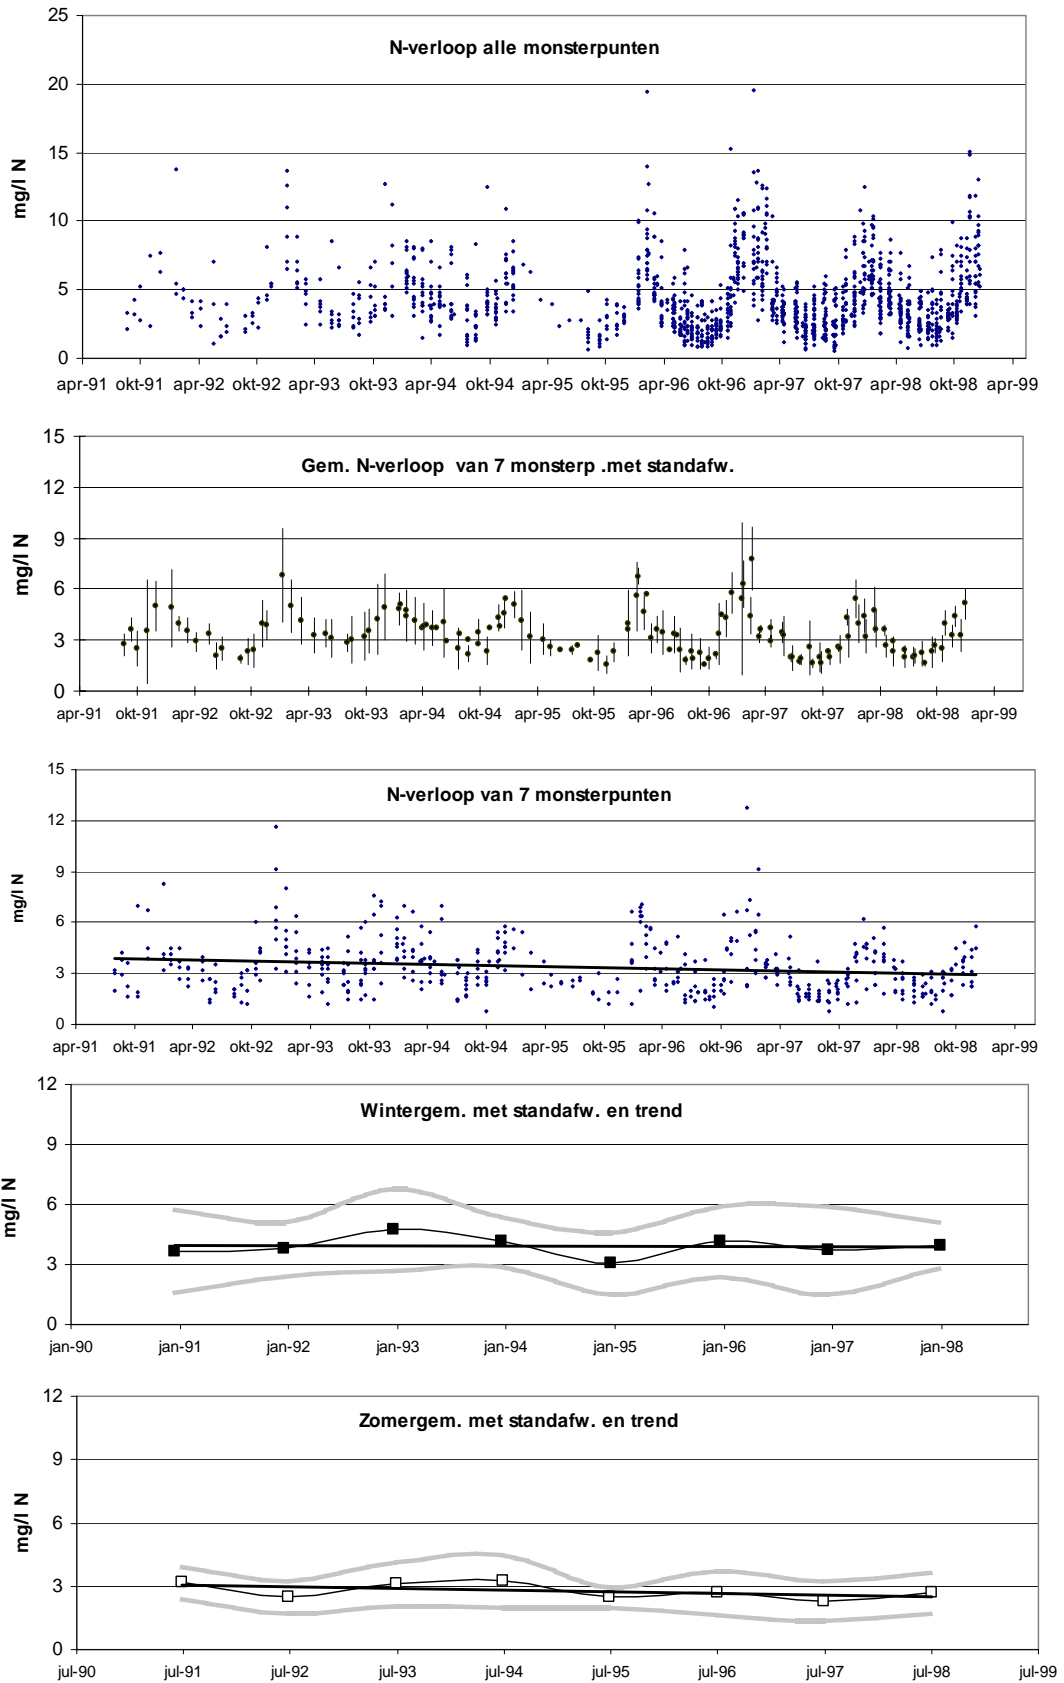 25
N-verloop alle monsterpunten
20
15
mg/l N
10
5
0
apr-91 okt-91 apr-92 okt-92 apr-93 okt-93 apr-94 okt-94 apr-95 okt-95 apr-96 okt-96 apr-97 okt-97 apr-98 okt-98 apr-99
15
Gem. N-verloop van 7 monsterp .met standafw.
12
9
mg/l N
6
3
0
apr-91 okt-91 apr-92 okt-92 apr-93 okt-93 apr-94 okt-94 apr-95 okt-95 apr-96 okt-96 apr-97 okt-97 apr-98 okt-98 apr-99
15
N-verloop van 7 monsterpunten
12
9
mg/l N
6
3
0
apr-91 okt-91 apr-92 okt-92 apr-93 okt-93 apr-94 okt-94 apr-95 okt-95 apr-96 okt-96 apr-97 okt-97 apr-98 okt-98 apr-99
12
Wintergem. met standafw. en trend
9
mg/l N
6
3
0
jan-90 jan-91 jan-92 jan-93 jan-94 jan-95 jan-96 jan-97 jan-98
12
Zomergem. met standafw. en trend
9
mg/l N
6
3
0
jul-90 jul-91 jul-92 jul-93 jul-94 jul-95 jul-96 jul-97 jul-98 jul-99